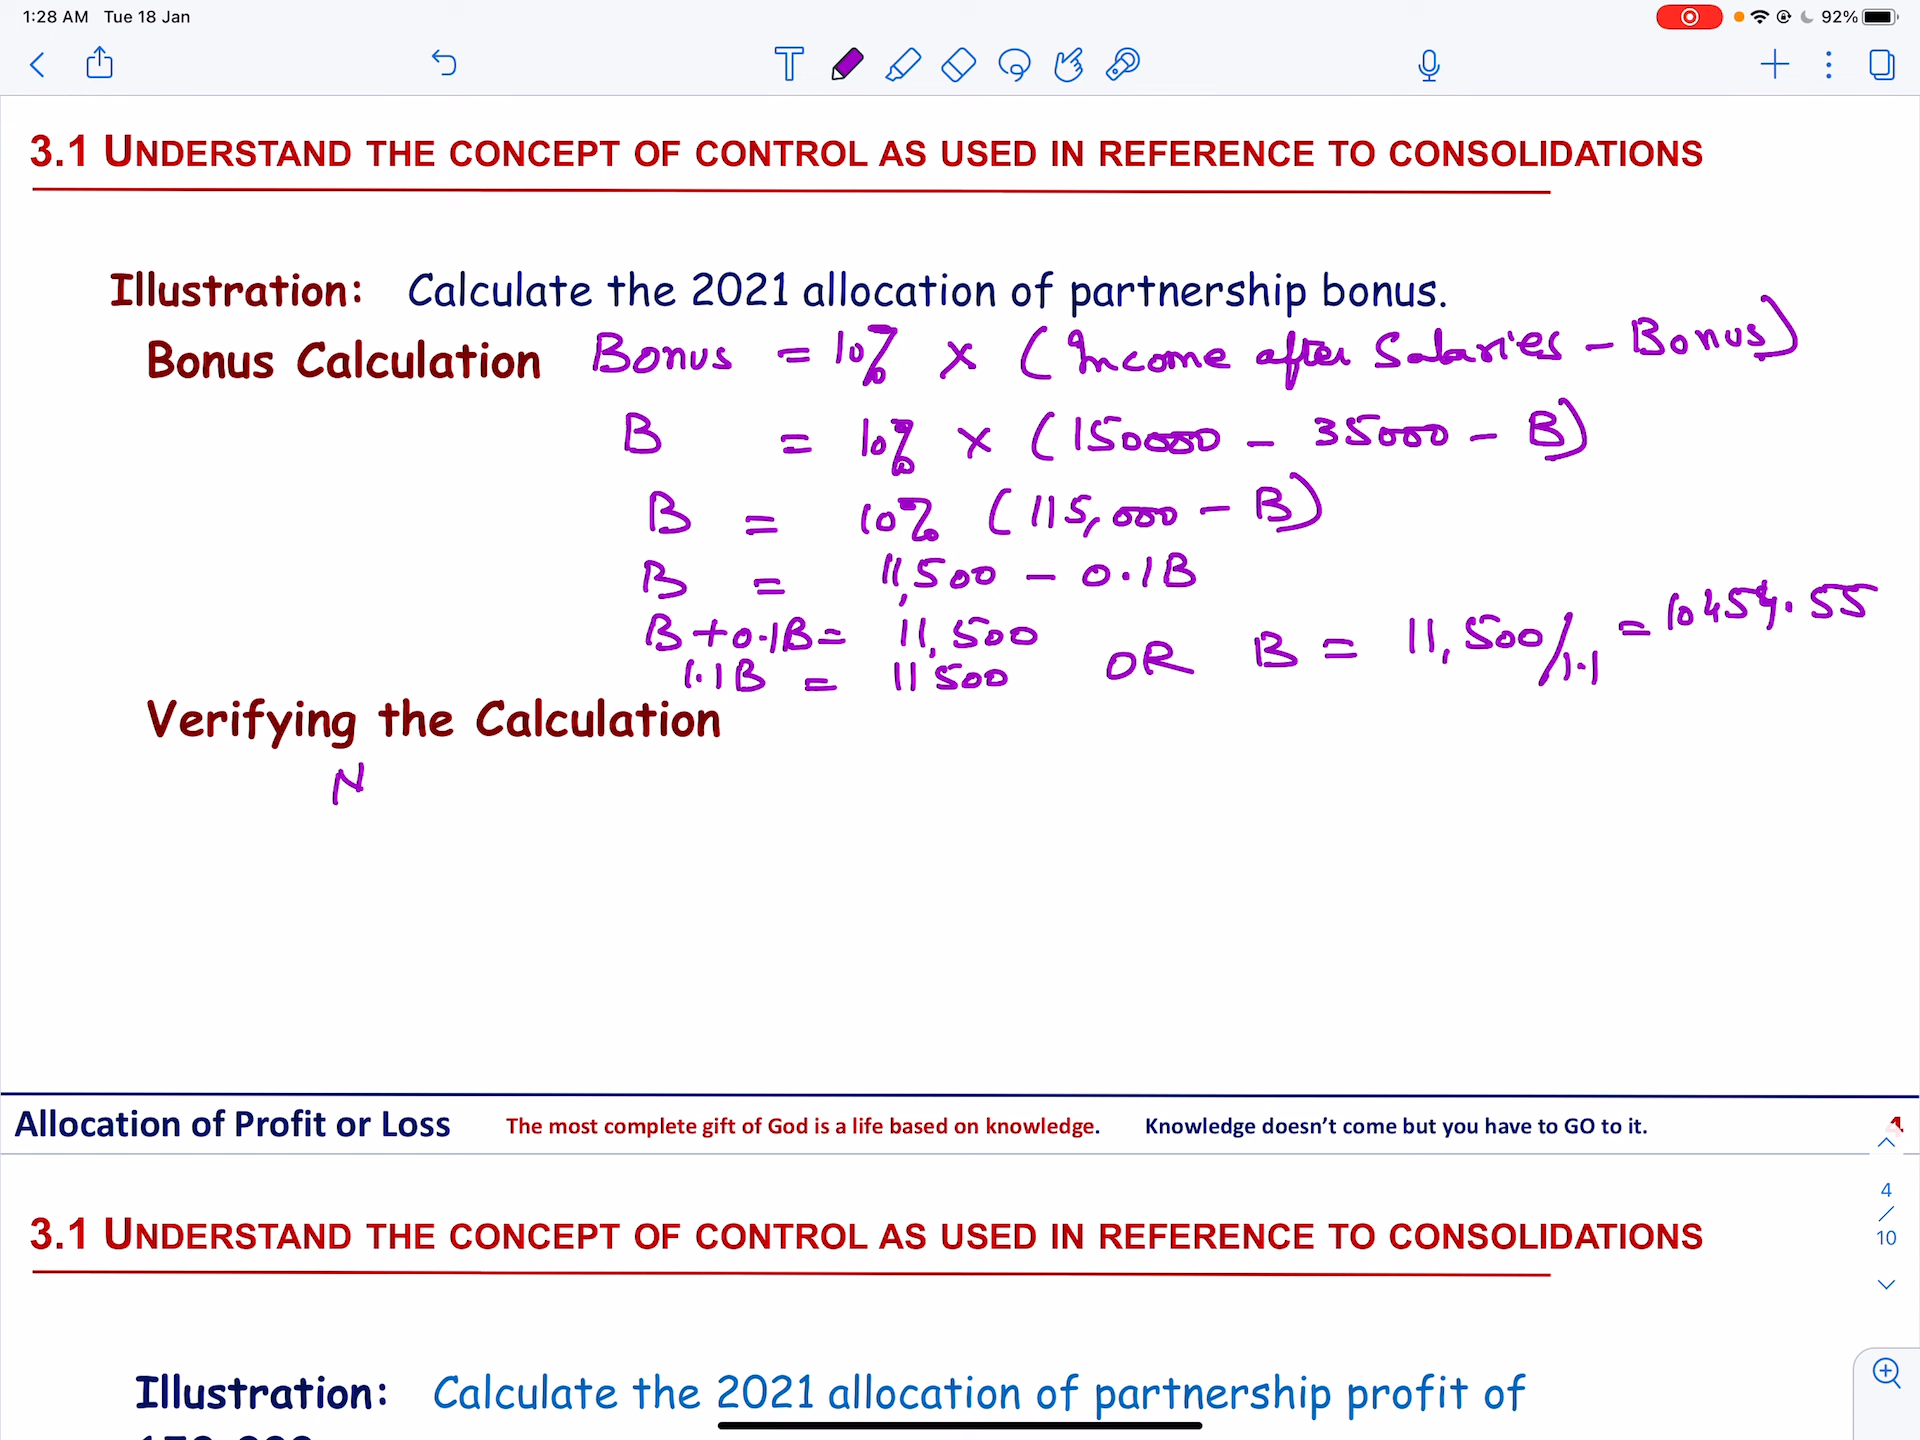 1:28 AM Tue 18 Jan 92%
3.1 UNDERSTAND THE CONCEPT OF CONTROL AS USED IN REFERENCE TO CONSOLIDATIONS
Illustration: Calculate the 2021 allocation of partnership bonus.
Bonus Calculation Bonus = 10% × (Income after Salaries – Bonus)
B = 10% × (150000 – 35000 – B)
B = 10% (115,000 – B)
B = 11,500 – 0.1B
B + 0.1B = 11,500
1.1B = 11500 OR B = 11,500/1.1 = 10454.55
Verifying the Calculation
N
Allocation of Profit or Loss The most complete gift of God is a life based on knowledge. Knowledge doesn't come but you have to GO to it. 4
4
/
10
3.1 UNDERSTAND THE CONCEPT OF CONTROL AS USED IN REFERENCE TO CONSOLIDATIONS
Illustration: Calculate the 2021 allocation of partnership profit of